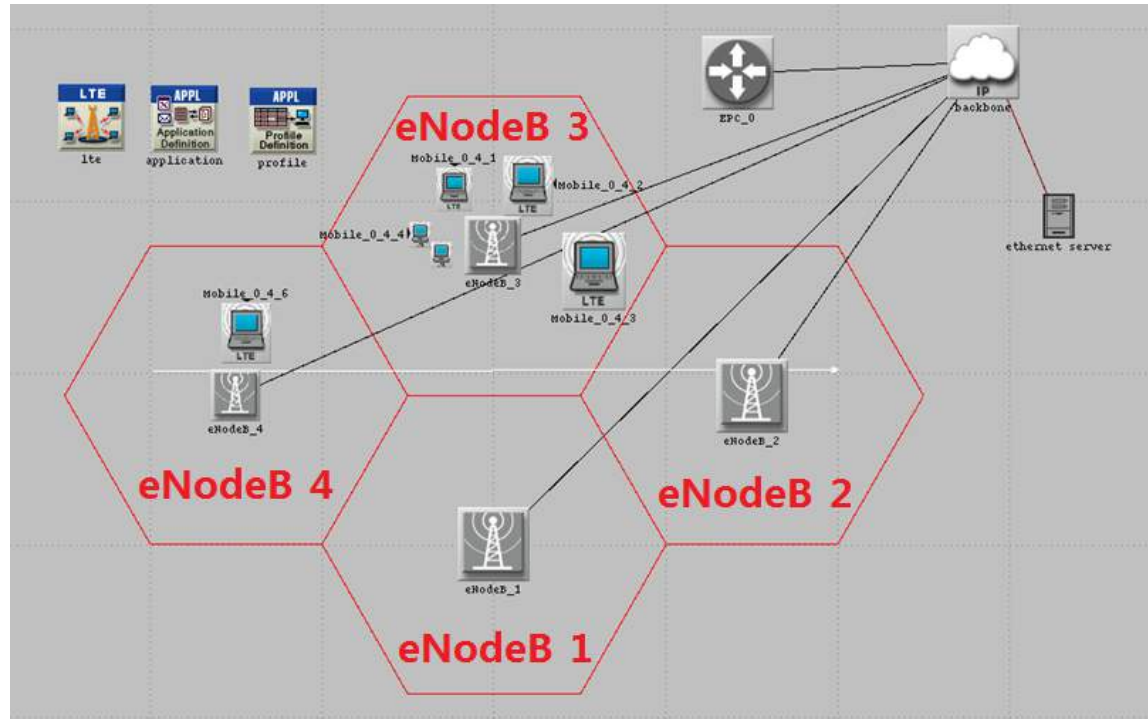 LTE
lte
APPL
Application
Definition
application
APPL
Profile
Definition
profile
EPC_0
IP
backbone
ethernet server
eNodeB 3
Mobile_0_4_1
LTE
Mobile_0_4_2
LTE
Mobile_0_4_4
eNodeB_3
LTE
Mobile_0_4_3
Mobile_0_4_6
LTE
eNodeB_4
eNodeB_2
eNodeB 4
eNodeB 2
eNodeB_1
eNodeB 1